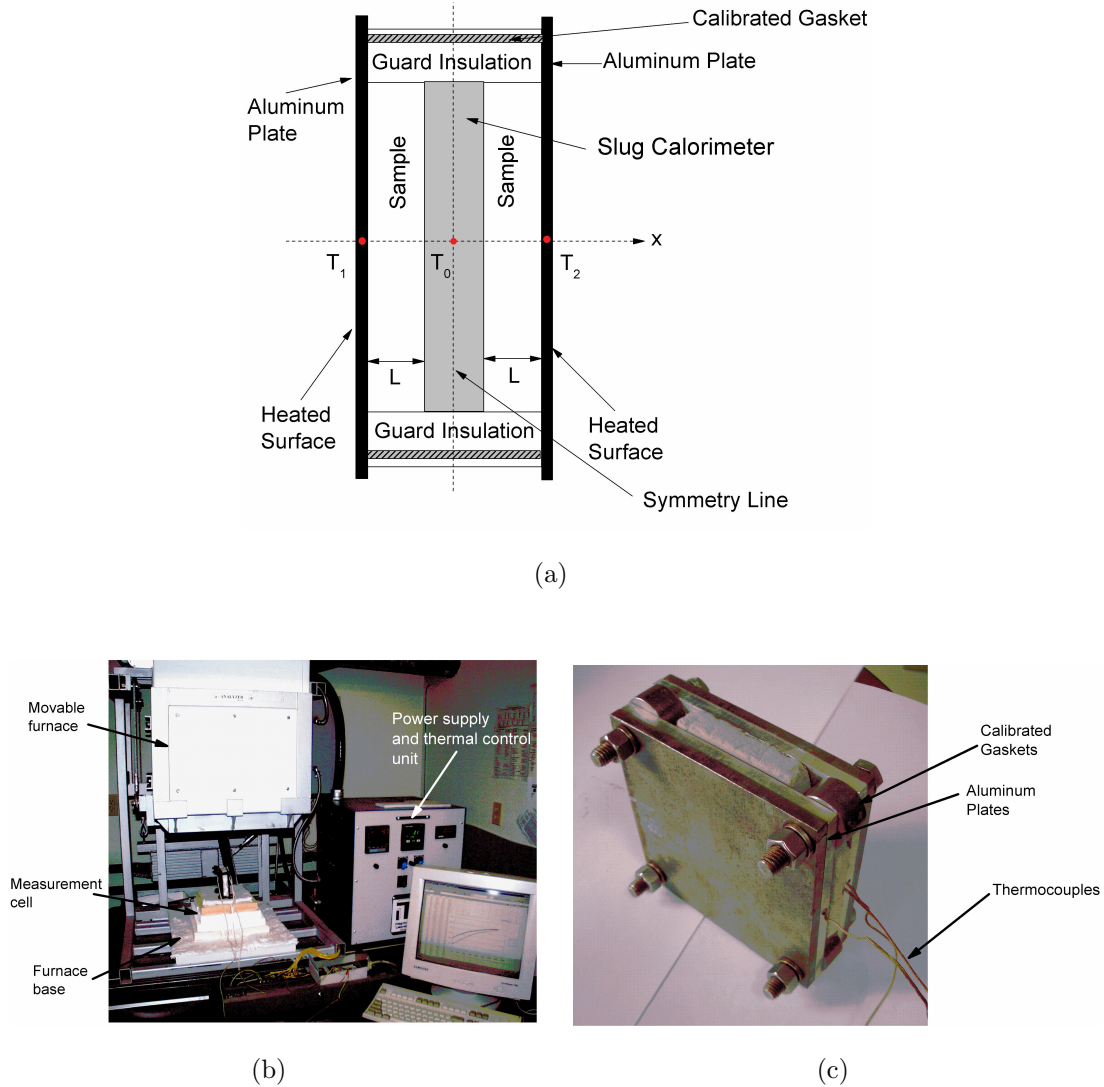 Calibrated Gasket
Guard Insulation
Aluminum Plate
Aluminum
Plate
Slug Calorimeter
Sample
Sample
x
T1
T0
T2
L
L
Heated
Surface
Guard Insulation
Heated
Surface
Symmetry Line
(a)
Movable
furnace
ANALYZER
Power supply
and thermal control
unit
Measurement
cell
Furnace
base
Calibrated
Gaskets
Aluminum
Plates
Thermocouples
(b)
(c)